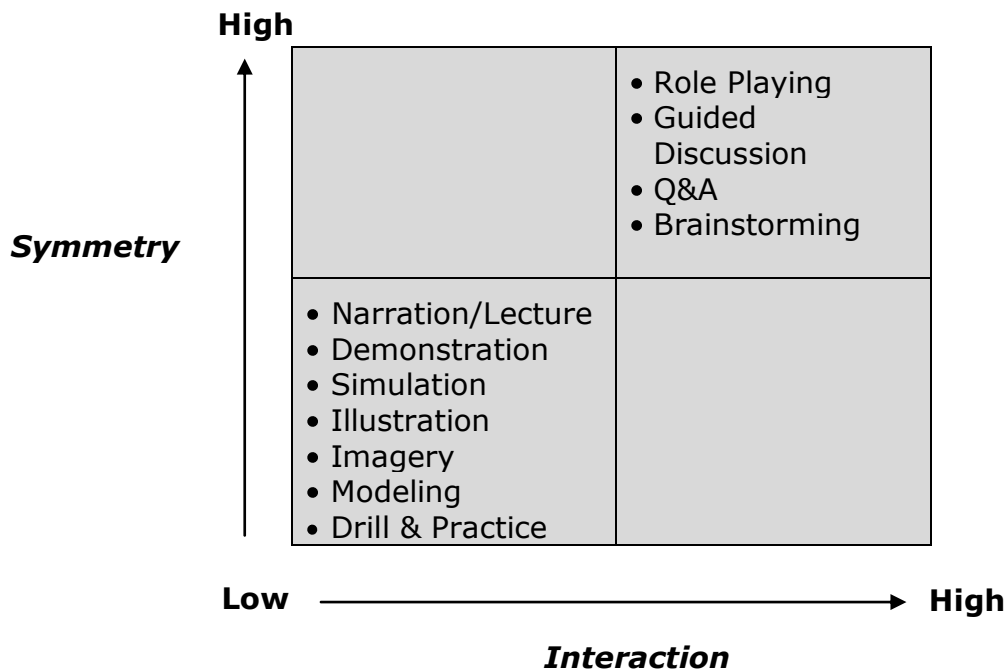 High
• Role Playing
• Guided
Discussion
• Q&A
• Brainstorming
Symmetry
• Narration/Lecture
• Demonstration
• Simulation
• Illustration
• Imagery
• Modeling
• Drill & Practice
Low
High
Interaction